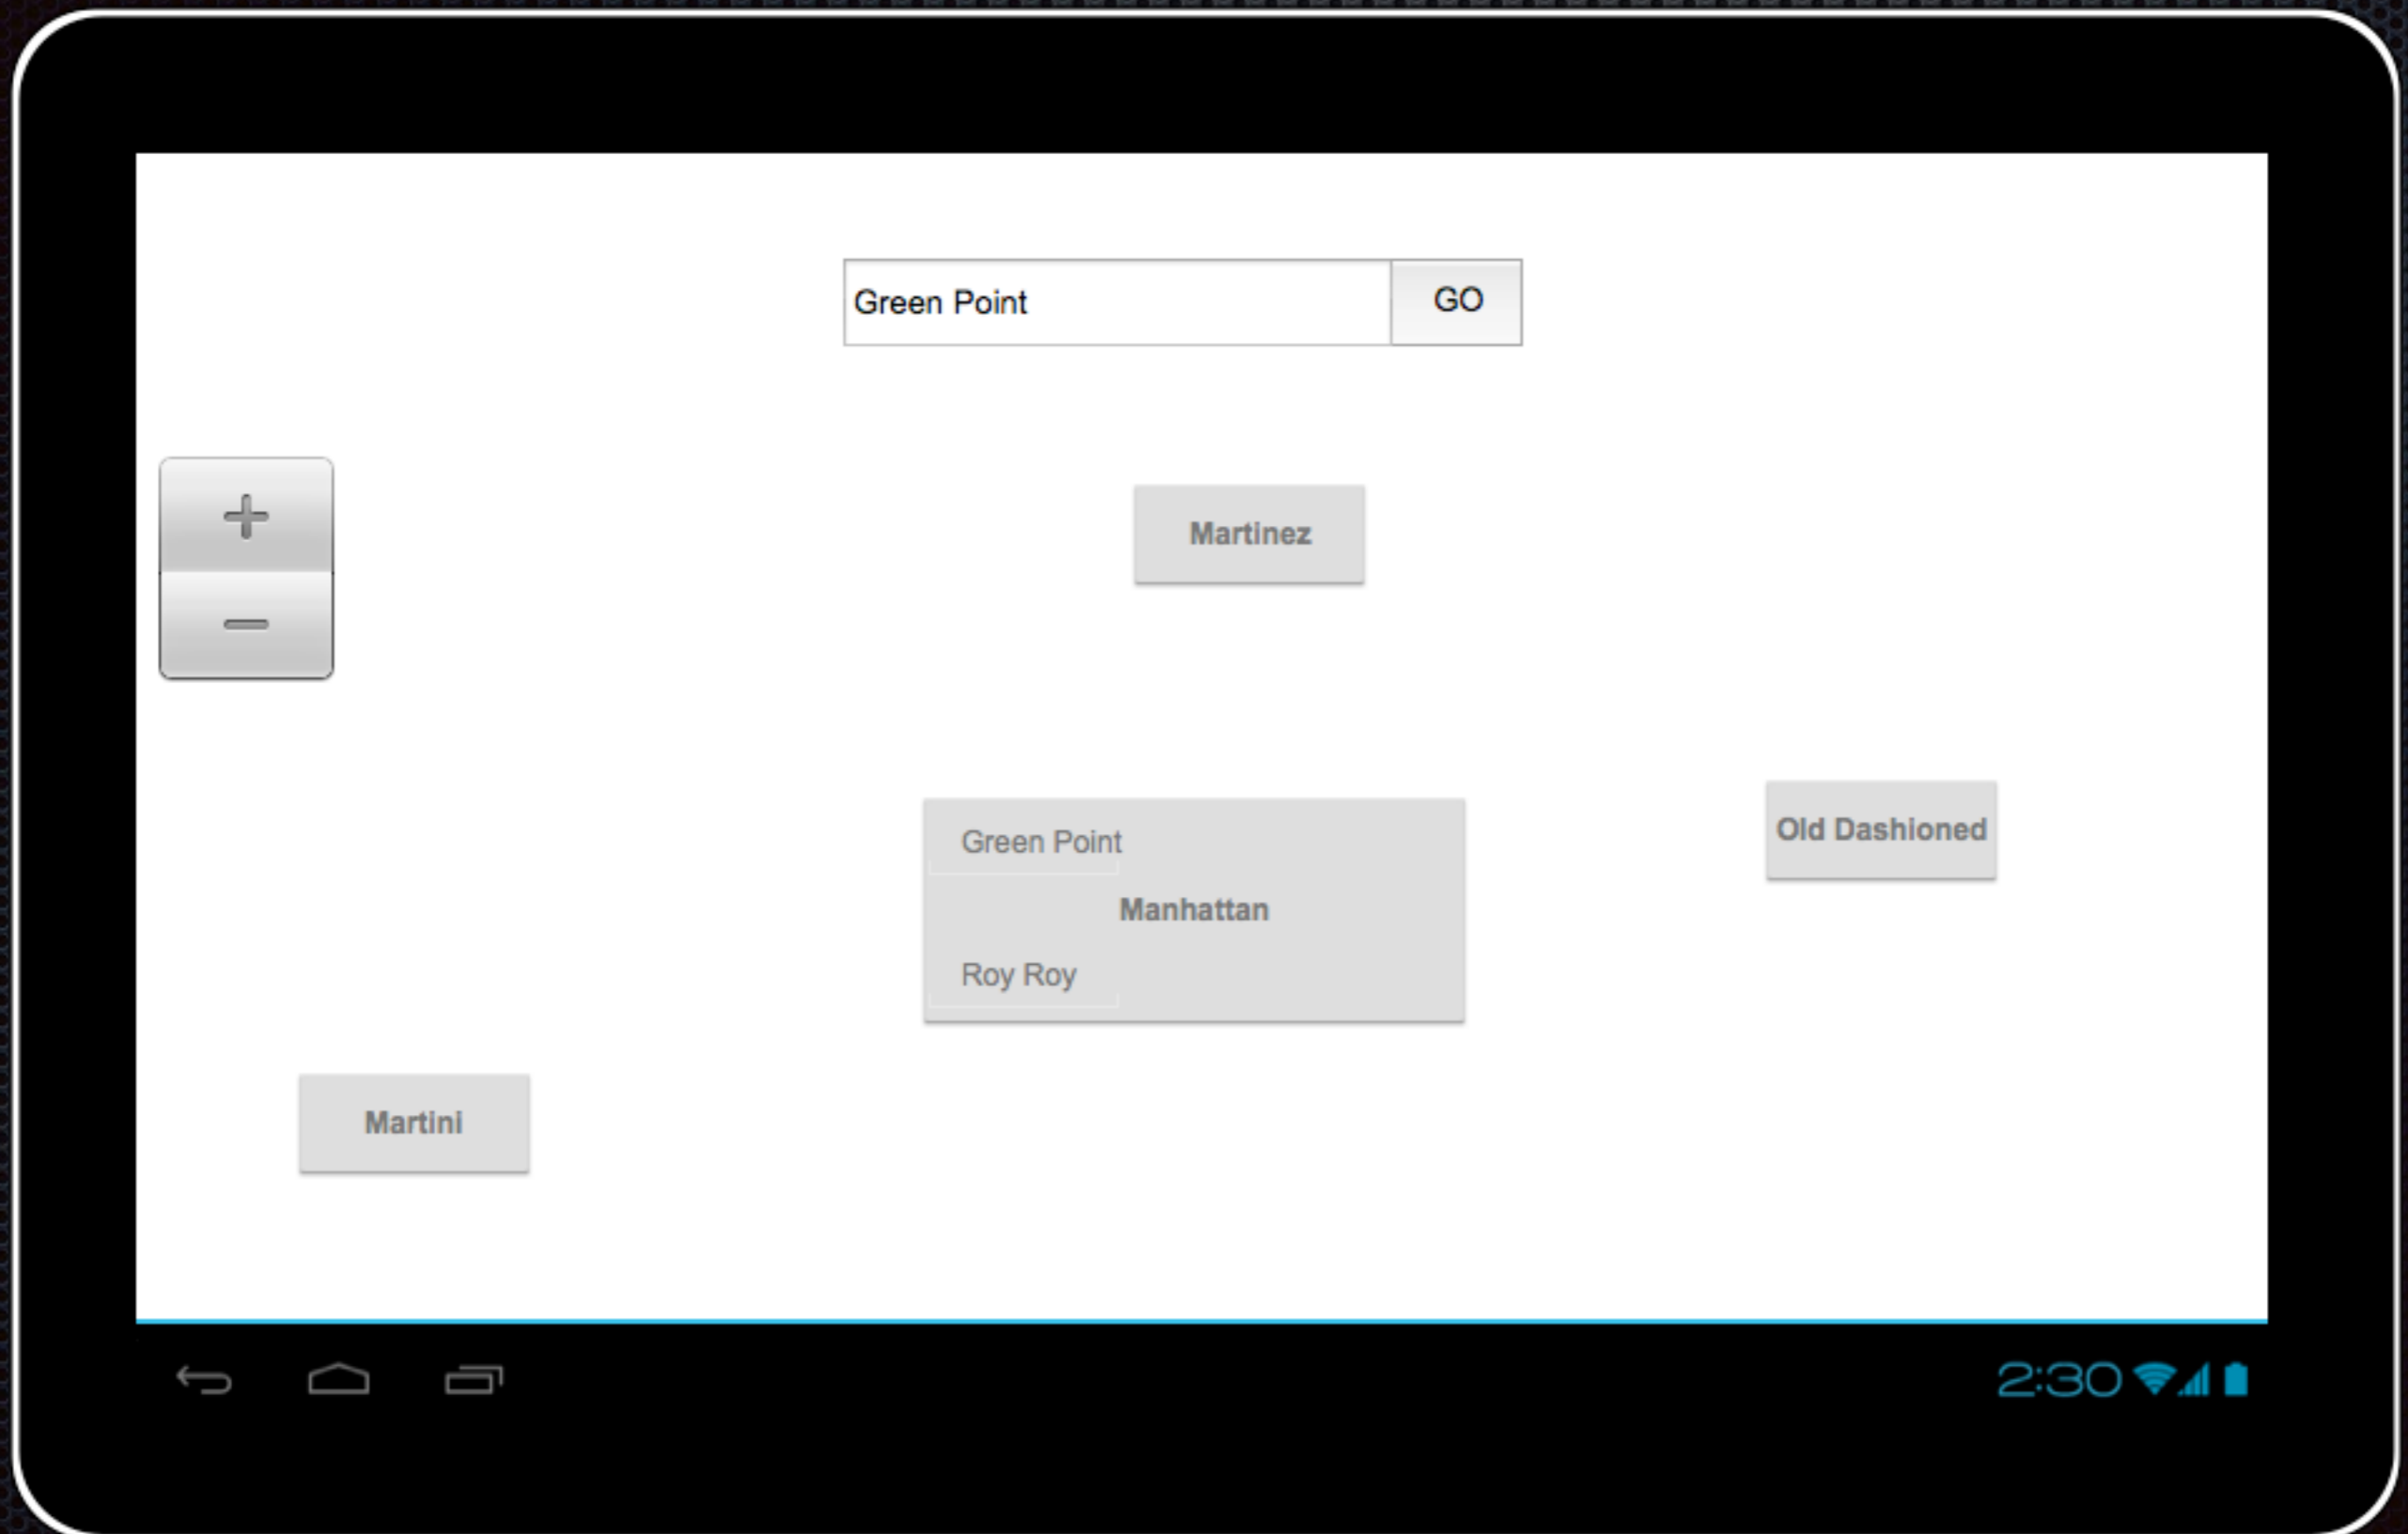 Green Point GO
+
Martinez
−
Old Dashioned
Green Point
Manhattan
Roy Roy
Martini
2:30